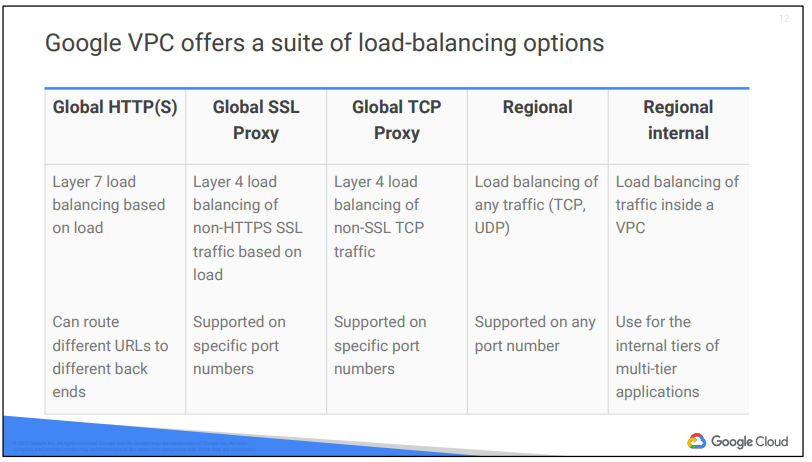 12
Google VPC offers a suite of load-balancing options
Global HTTP(S)
Global SSL
Proxy
Global TCP
Proxy
Regional
Regional
internal
Layer 7 load
balancing based
on load
Layer 4 load
balancing of
non-HTTPS SSL
traffic based on
load
Layer 4 load
balancing of
non-SSL TCP
traffic
Load balancing of
any traffic (TCP,
UDP)
Load balancing of
traffic inside a
VPC
Can route
different URLs to
different back
ends
Supported on
specific port
numbers
Supported on
specific port
numbers
Supported on any
port number
Use for the
internal tiers of
multi-tier
applications
Google Cloud